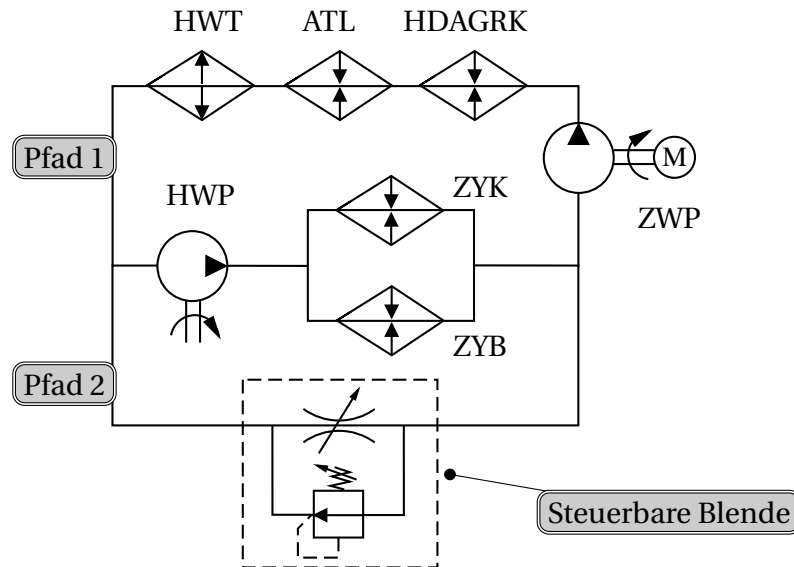 HWT
ATL
HDAGRK
Pfad 1
M
HWP
ZYK
ZWP
ZYB
Pfad 2
Steuerbare Blende